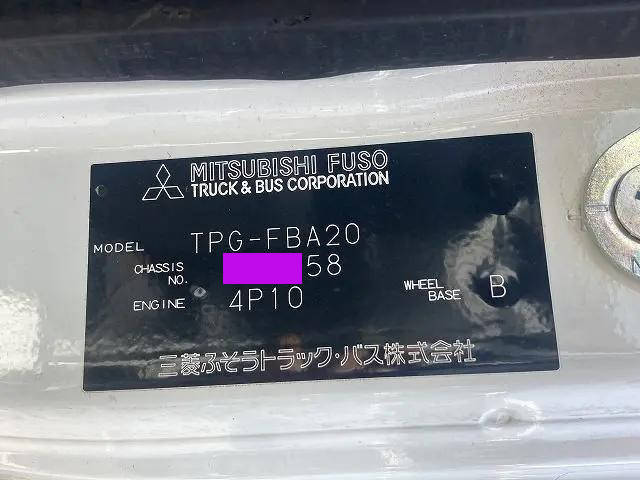 MITSUBISHI FUSO
TRUCK & BUS CORPORATION
MODEL TPG-FBA20
CHASSIS NO. 58
ENGINE 4P10
WHEEL BASE B
三菱ふそうトラック・バス株式会社
N